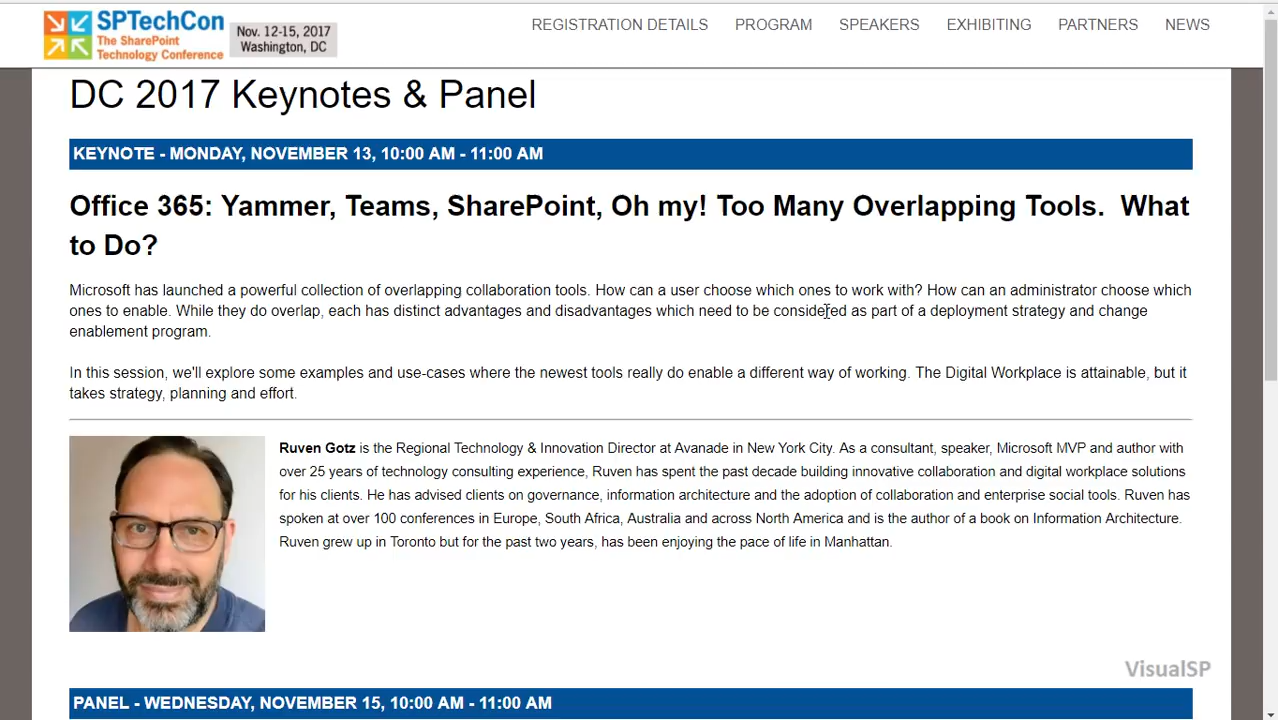 SPTechCon
The SharePoint
Technology Conference
Nov. 12-15, 2017
Washington, DC
REGISTRATION DETAILS PROGRAM SPEAKERS EXHIBITING PARTNERS NEWS
DC 2017 Keynotes & Panel
KEYNOTE - MONDAY, NOVEMBER 13, 10:00 AM - 11:00 AM
Office 365: Yammer, Teams, SharePoint, Oh my! Too Many Overlapping Tools. What
to Do?
Microsoft has launched a powerful collection of overlapping collaboration tools. How can a user choose which ones to work with? How can an administrator choose which
ones to enable. While they do overlap, each has distinct advantages and disadvantages which need to be considered as part of a deployment strategy and change
enablement program.
In this session, we'll explore some examples and use-cases where the newest tools really do enable a different way of working. The Digital Workplace is attainable, but it
takes strategy, planning and effort.
Ruven Gotz is the Regional Technology & Innovation Director at Avanade in New York City. As a consultant, speaker, Microsoft MVP and author with
over 25 years of technology consulting experience, Ruven has spent the past decade building innovative collaboration and digital workplace solutions
for his clients. He has advised clients on governance, information architecture and the adoption of collaboration and enterprise social tools. Ruven has
spoken at over 100 conferences in Europe, South Africa, Australia and across North America and is the author of a book on Information Architecture.
Ruven grew up in Toronto but for the past two years, has been enjoying the pace of life in Manhattan.
VisualSP
PANEL - WEDNESDAY, NOVEMBER 15, 10:00 AM - 11:00 AM